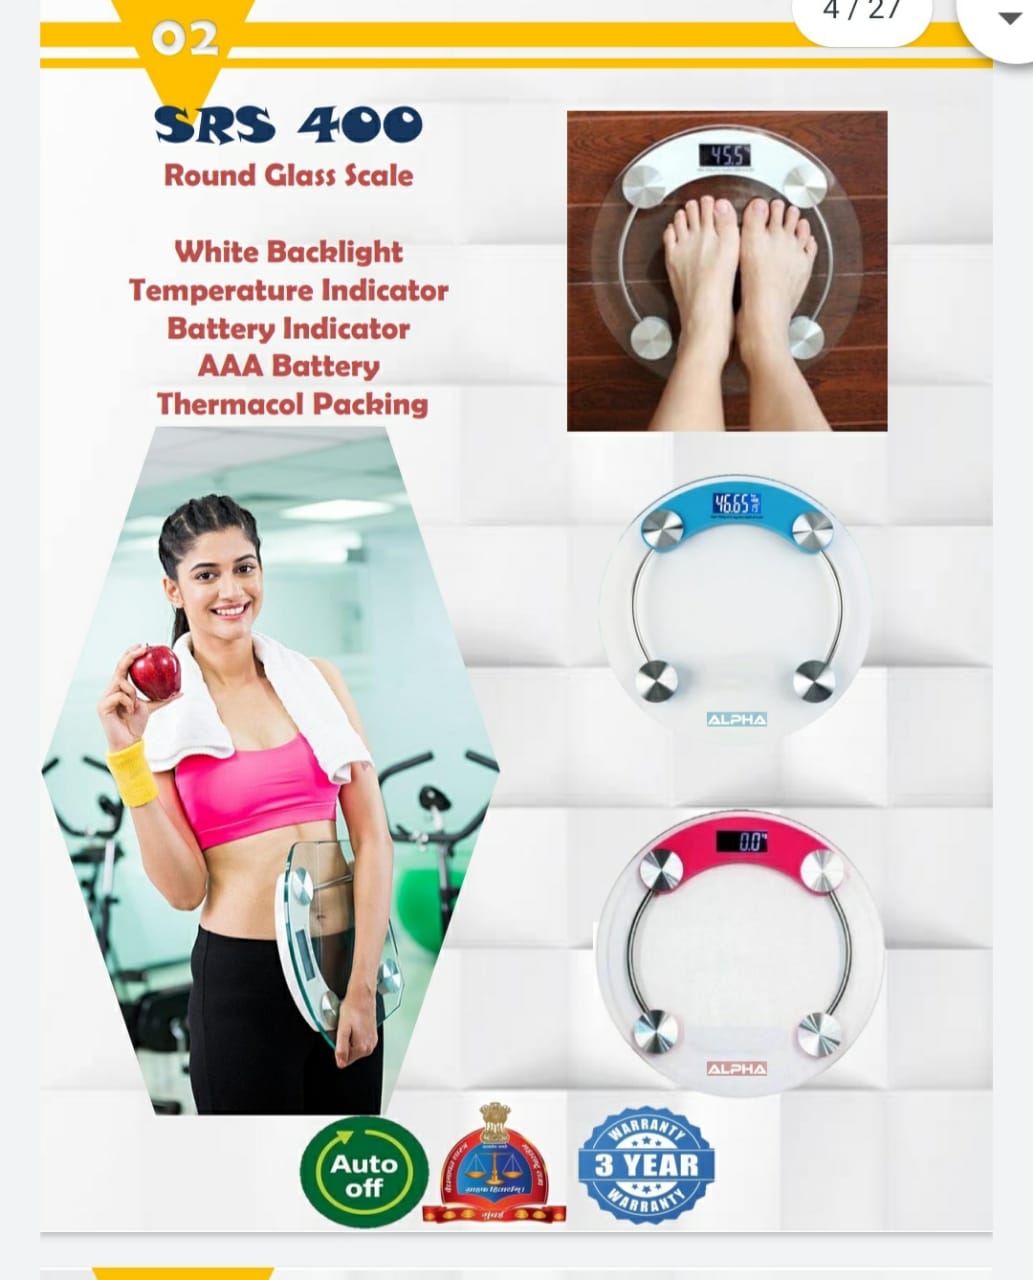 4 / 27
02
SRS 400
Round Glass Scale
White Backlight
Temperature Indicator
Battery Indicator
AAA Battery
Thermacol Packing
45.5
46.65
ALPHA
0.0
ALPHA
Auto
off
मुंबई
WARRANTY
3 YEAR
WARRANTY